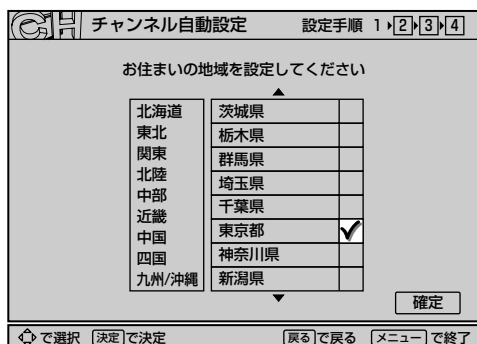 CH チャンネル自動設定 設定手順 1 2 3 4
お住まいの地域を設定してください
北海道
東北
関東
北陸
中部
近畿
中国
四国
九州/沖縄
茨城県
栃木県
群馬県
埼玉県
千葉県
東京都
神奈川県
新潟県
確定
で選択 決定で決定 戻るで戻る メニューで終了